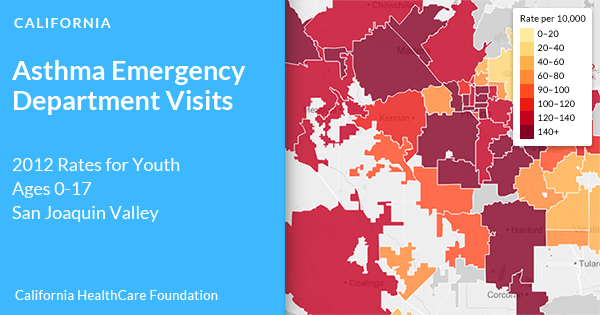 CALIFORNIA
Asthma Emergency
Department Visits
2012 Rates for Youth
Ages 0-17
San Joaquin Valley
California HealthCare Foundation
Rate per 10,000
0–20
20–40
40–60
60–80
90–100
100–120
120–140
140+
Chowchill
Kerman
Hanford
Tular
Coalinga
Corcoran